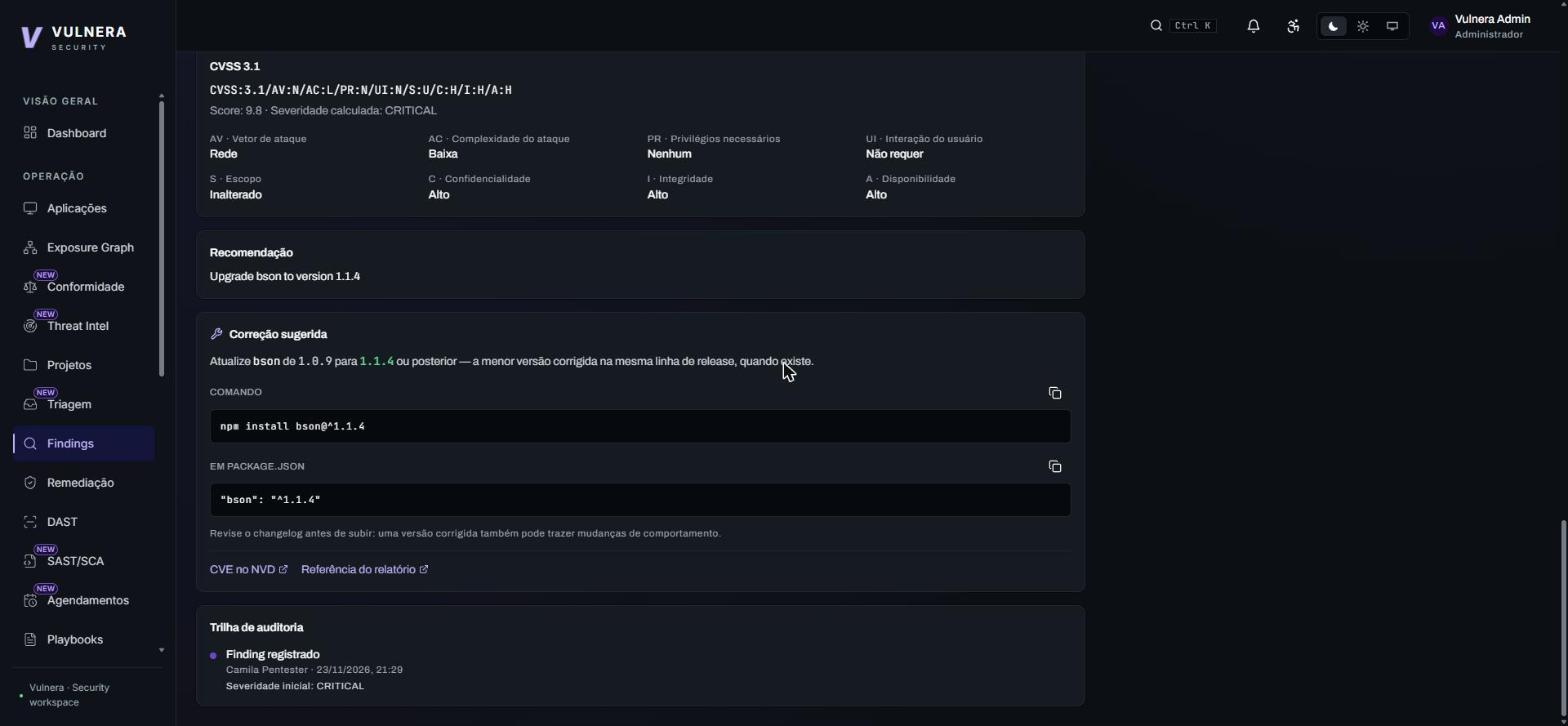 VULNERA
SECURITY
Ctrl K
VA
Vulnera Admin
Administrador
VISÃO GERAL
Dashboard
OPERAÇÃO
Aplicações
Exposure Graph
NEW
Conformidade
NEW
Threat Intel
Projetos
NEW
Triagem
Findings
Remediação
DAST
NEW
SAST/SCA
NEW
Agendamentos
Playbooks
Vulnera · Security
workspace
CVSS 3.1
CVSS:3.1/AV:N/AC:L/PR:N/UI:N/S:U/C:H/I:H/A:H
Score: 9.8 · Severidade calculada: CRITICAL
AV · Vetor de ataque
Rede
AC · Complexidade do ataque
Baixa
PR · Privilégios necessários
Nenhum
UI · Interação do usuário
Não requer
S · Escopo
Inalterado
C · Confidencialidade
Alto
I · Integridade
Alto
A · Disponibilidade
Alto
Recomendação
Upgrade bson to version 1.1.4
Correção sugerida
Atualize bson de 1.0.9 para 1.1.4 ou posterior — a menor versão corrigida na mesma linha de release, quando existe.
COMANDO
npm install bson@^1.1.4
EM PACKAGE.JSON
"bson": "^1.1.4"
Revise o changelog antes de subir: uma versão corrigida também pode trazer mudanças de comportamento.
CVE no NVD
Referência do relatório
Trilha de auditoria
Finding registrado
Camila Pentester · 23/11/2026, 21:29
Severidade inicial: CRITICAL